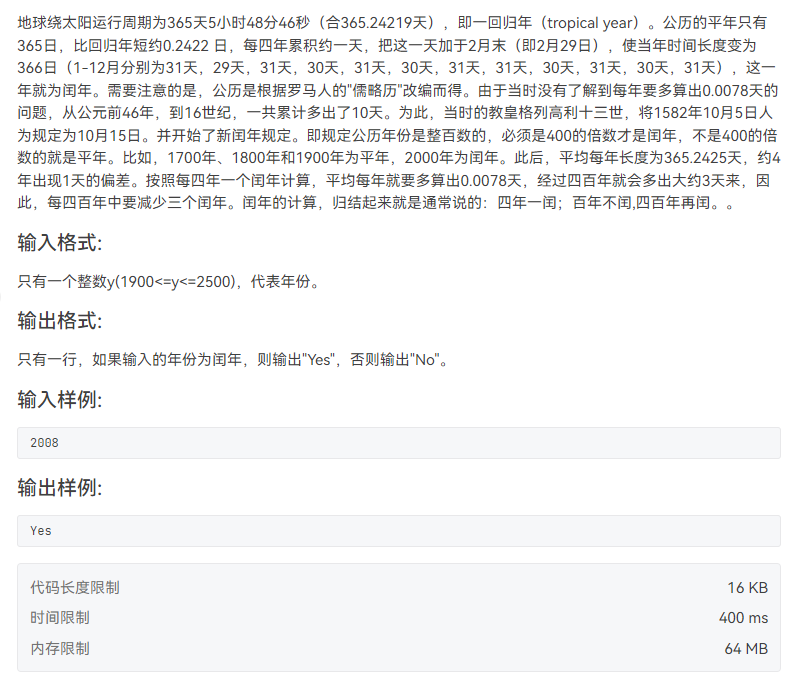 地球绕太阳运行周期为365天5小时48分46秒（合365.24219天），即一回归年（tropical year）。公历的平年只有
365日，比回归年短约0.2422 日，每四年累积约一天，把这一天加于2月末（即2月29日），使当年时间长度变为
366日（1-12月分别为31天，29天，31天，30天，31天，30天，31天，31天，30天，31天，30天，31天），这一
年就为闰年。需要注意的是，公历是根据罗马人的"儒略历"改编而得。由于当时没有了解到每年要多算出0.0078天的
问题，从公元前46年，到16世纪，一共累计多出了10天。为此，当时的教皇格列高利十三世，将1582年10月5日人
为规定为10月15日。并开始了新闰年规定。即规定公历年份是整百数的，必须是400的倍数才是闰年，不是400的倍
数的就是平年。比如，1700年、1800年和1900年为平年，2000年为闰年。此后，平均每年长度为365.2425天，约4
年出现1天的偏差。按照每四年一个闰年计算，平均每年就要多算出0.0078天，经过四百年就会多出大约3天来，因
此，每四百年中要减少三个闰年。闰年的计算，归结起来就是通常说的：四年一闰；百年不闰,四百年再闰。。
输入格式:
只有一个整数y(1900<=y<=2500)，代表年份。
输出格式:
只有一行，如果输入的年份为闰年，则输出"Yes"，否则输出"No"。
输入样例:
2008
输出样例:
Yes
代码长度限制 16 KB
时间限制 400 ms
内存限制 64 MB